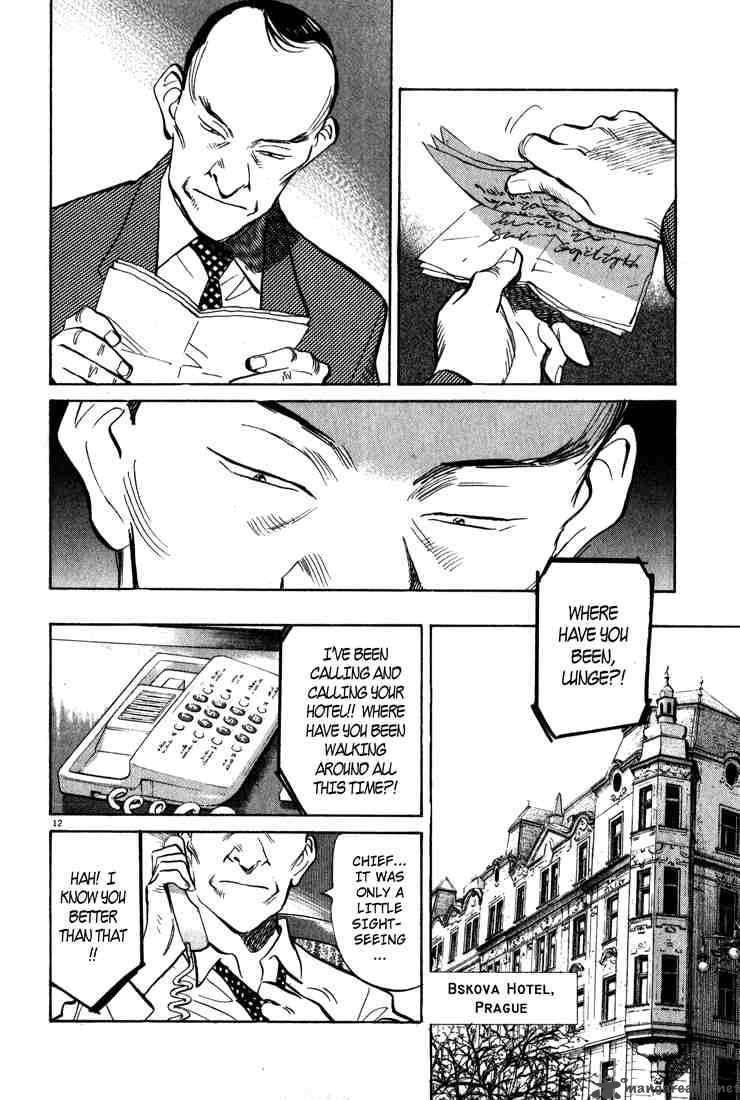 WHERE
HAVE YOU
BEEN,
LUNGE?!
I'VE BEEN
CALLING AND
CALLING YOUR
HOTEL!! WHERE
HAVE YOU BEEN
WALKING
AROUND ALL
THIS TIME?!
BSKOVA HOTEL,
PRAGUE
12
CHIEF...
IT WAS
ONLY A
LITTLE
SIGHT-
SEEING
...
HAH! I
KNOW YOU
BETTER
THAN THAT
!!